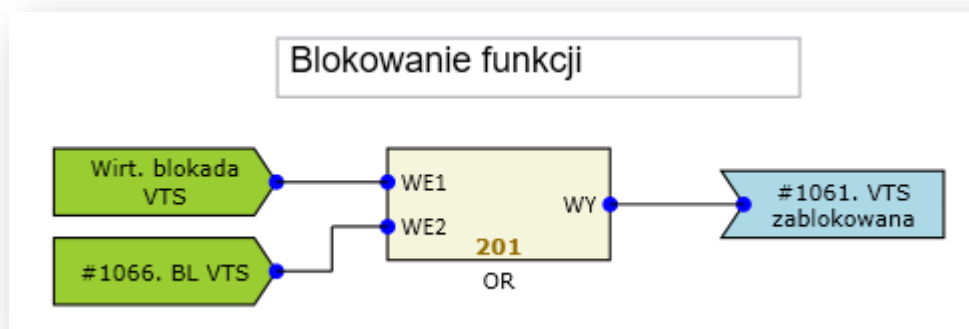 Blokowanie funkcji
Wirt. blokada
VTS
#1066. BL VTS
WE1
WE2
WY
201
OR
#1061. VTS
zablokowana